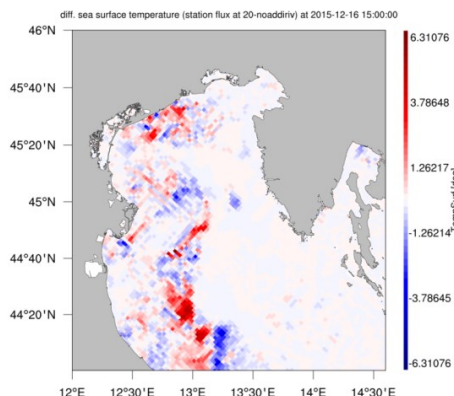 diff. sea surface temperature (station flux at 20-noaddiriv) at 2015-12-16 15:00:00
46°N
45°40'N
45°20'N
45°N
44°40'N
44°20'N
12°E
12°30'E
13°E
13°30'E
14°E
14°30'E
6.31076
3.78648
1.26217
-1.26214
-3.78645
-6.31076